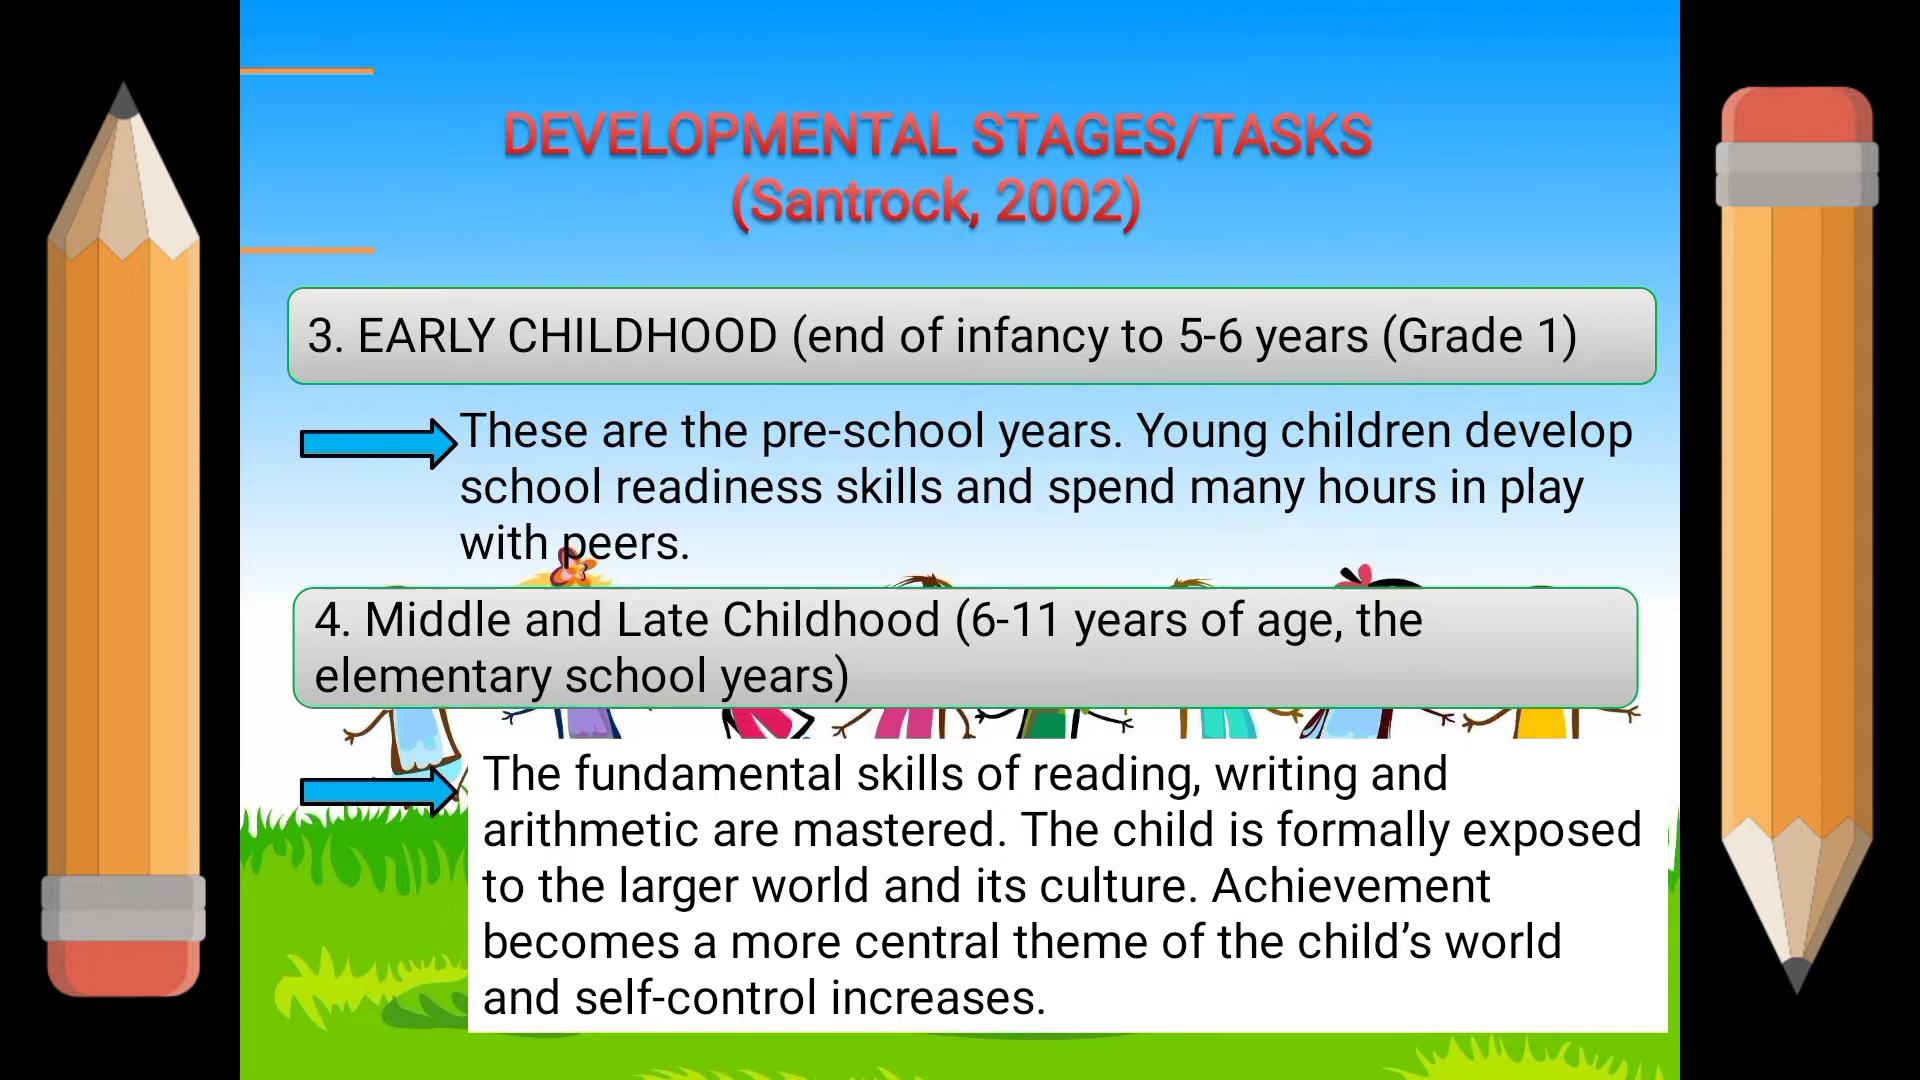 DEVELOPMENTAL STAGES/TASKS
(Santrock, 2002)
3. EARLY CHILDHOOD (end of infancy to 5-6 years (Grade 1)
These are the pre-school years. Young children develop
school readiness skills and spend many hours in play
with peers.
4. Middle and Late Childhood (6-11 years of age, the
elementary school years)
The fundamental skills of reading, writing and
arithmetic are mastered. The child is formally exposed
to the larger world and its culture. Achievement
becomes a more central theme of the child’s world
and self-control increases.